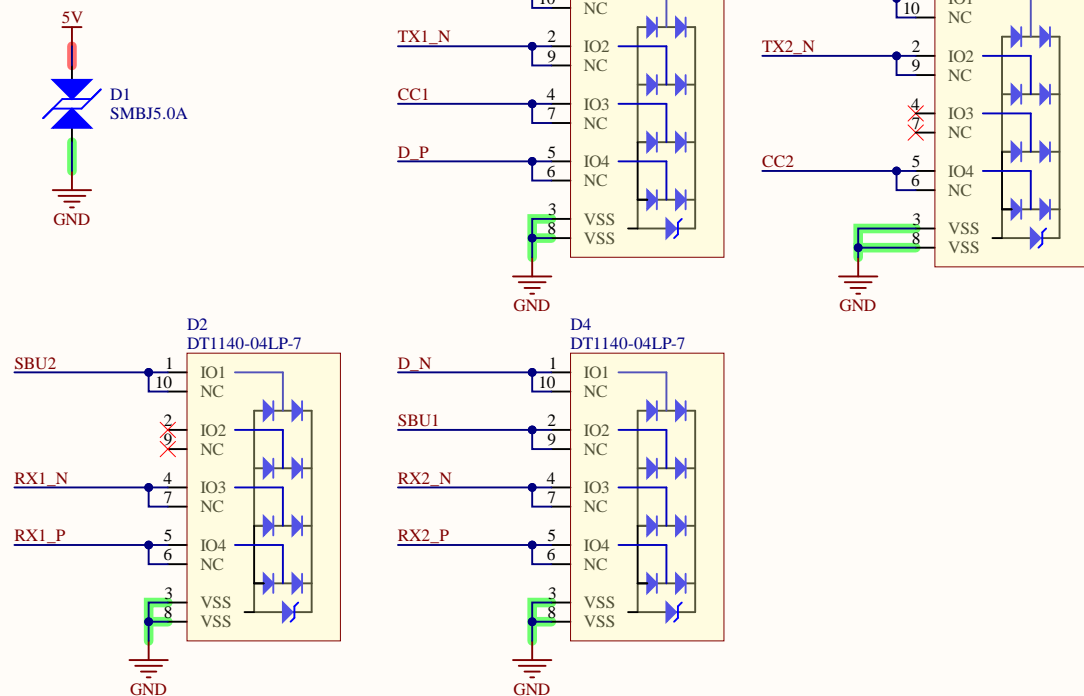 5V
D1
SMBJ5.0A
GND
10
NC
TX1_N
2
IO2
9
NC
CC1
4
IO3
7
NC
D_P
5
IO4
6
NC
3
VSS
8
VSS
GND
10
NC
TX2_N
2
IO2
9
NC
4
IO3
7
NC
CC2
5
IO4
6
NC
3
VSS
8
VSS
GND
D2
DT1140-04LP-7
SBU2
1
IO1
10
NC
2
IO2
9
NC
RX1_N
4
IO3
7
NC
RX1_P
5
IO4
6
NC
3
VSS
8
VSS
GND
D4
DT1140-04LP-7
D_N
1
IO1
10
NC
SBU1
2
IO2
9
NC
RX2_N
4
IO3
7
NC
RX2_P
5
IO4
6
NC
3
VSS
8
VSS
GND